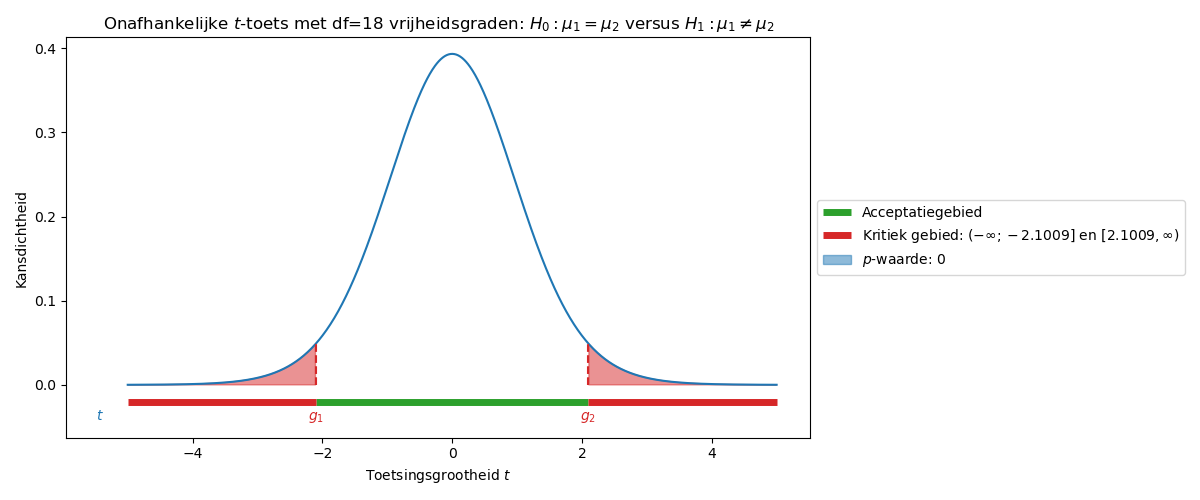 Onafhankelijke t-toets met df=18 vrijheidsgraden: H₀ : μ₁ = μ₂ versus H₁ : μ₁ ≠ μ₂
Kansdichtheid
0.4
0.3
0.2
0.1
0.0
t
g₁
g₂
−4
−2
0
2
4
Toetsingsgrootheid t
Acceptatiegebied
Kritiek gebied: (−∞; −2.1009] en [2.1009, ∞)
p-waarde: 0